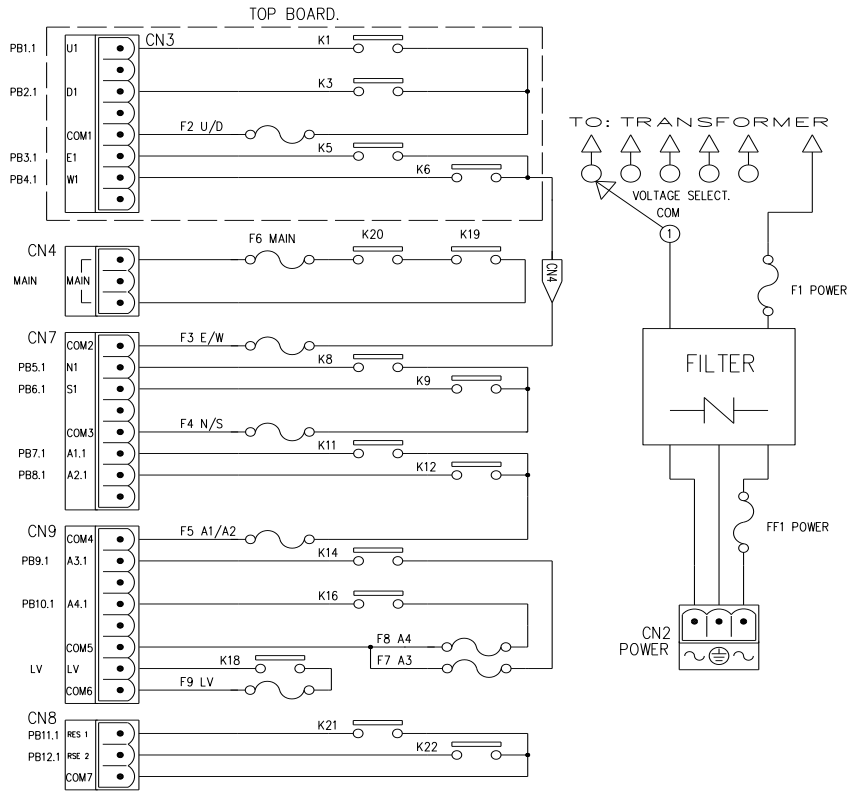 TOP BOARD.
CN3
PB1.1 U1 K1
PB2.1 D1 K3
COM1 F2 U/D
PB3.1 E1 K5
PB4.1 W1 K6
CN4
F6 MAIN K20 K19
MAIN MAIN
CN4
CN7
COM2 F3 E/W
PB5.1 N1 K8
PB6.1 S1 K9
COM3 F4 N/S
PB7.1 A1.1 K11
PB8.1 A2.1 K12
CN9
COM4 F5 A1/A2
PB9.1 A3.1 K14
PB10.1 A4.1 K16
COM5 F8 A4
LV LV K18 F7 A3
COM6 F9 LV
CN8
PB11.1 RES 1 K21
PB12.1 RSE 2 K22
COM7
TO: TRANSFORMER
VOLTAGE SELECT.
COM
1
F1 POWER
FILTER
FF1 POWER
CN2
POWER